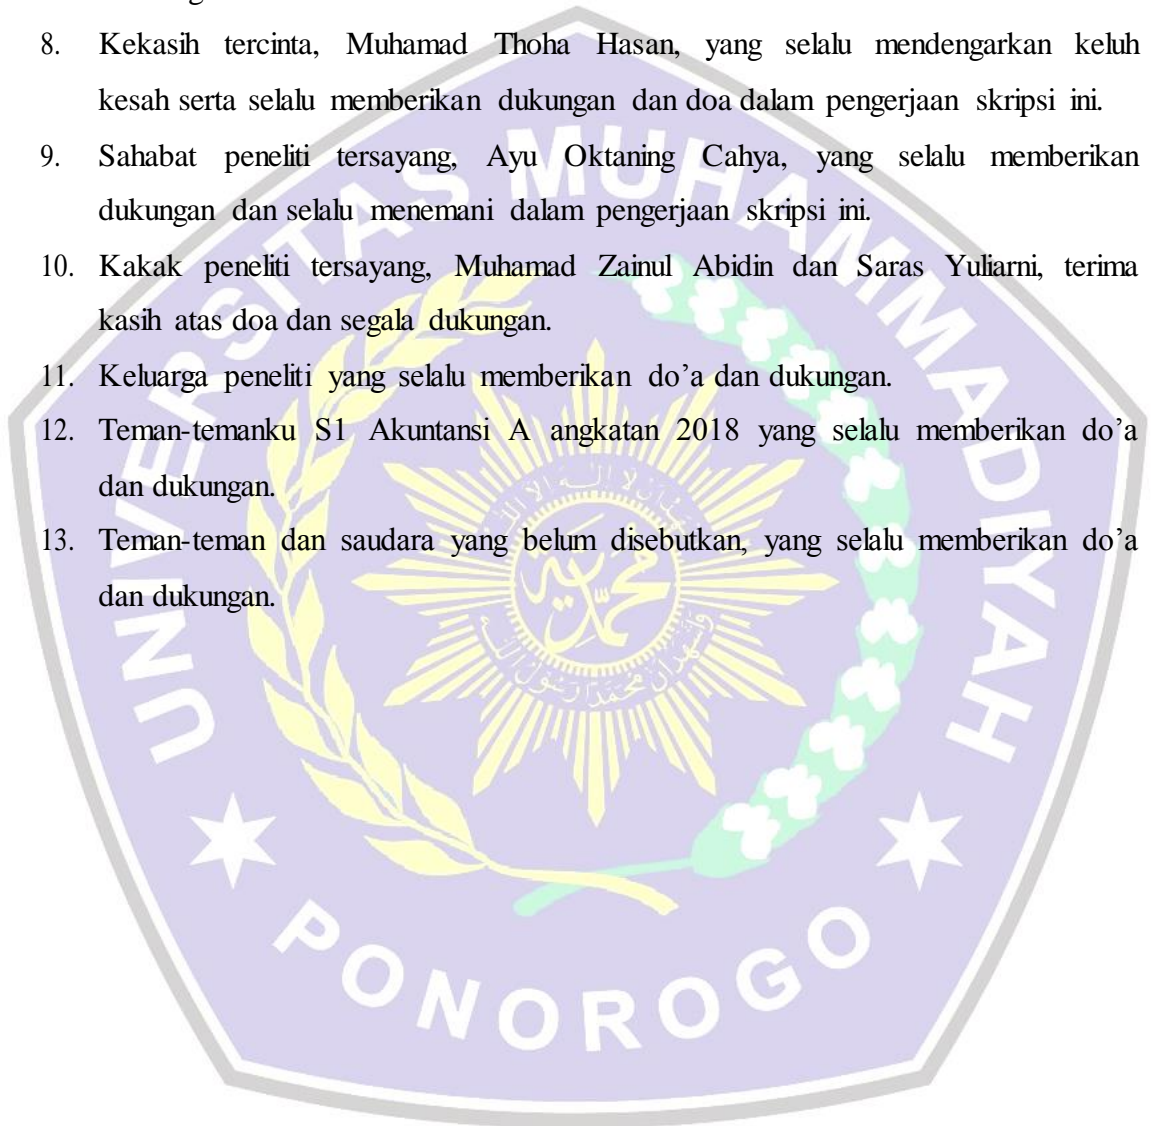 8. Kekasih tercinta, Muhamad Thoha Hasan, yang selalu mendengarkan keluh
kesah serta selalu memberikan dukungan dan doa dalam pengerjaan skripsi ini.
9. Sahabat peneliti tersayang, Ayu Oktaning Cahya, yang selalu memberikan
dukungan dan selalu menemani dalam pengerjaan skripsi ini.
10. Kakak peneliti tersayang, Muhamad Zainul Abidin dan Saras Yuliarni, terima
kasih atas doa dan segala dukungan.
11. Keluarga peneliti yang selalu memberikan do’a dan dukungan.
12. Teman-temanku S1 Akuntansi A angkatan 2018 yang selalu memberikan do’a
dan dukungan.
13. Teman-teman dan saudara yang belum disebutkan, yang selalu memberikan do’a
dan dukungan.
UNIVERSITAS MUHAMMADIYAH
محمدية
PONOROGO